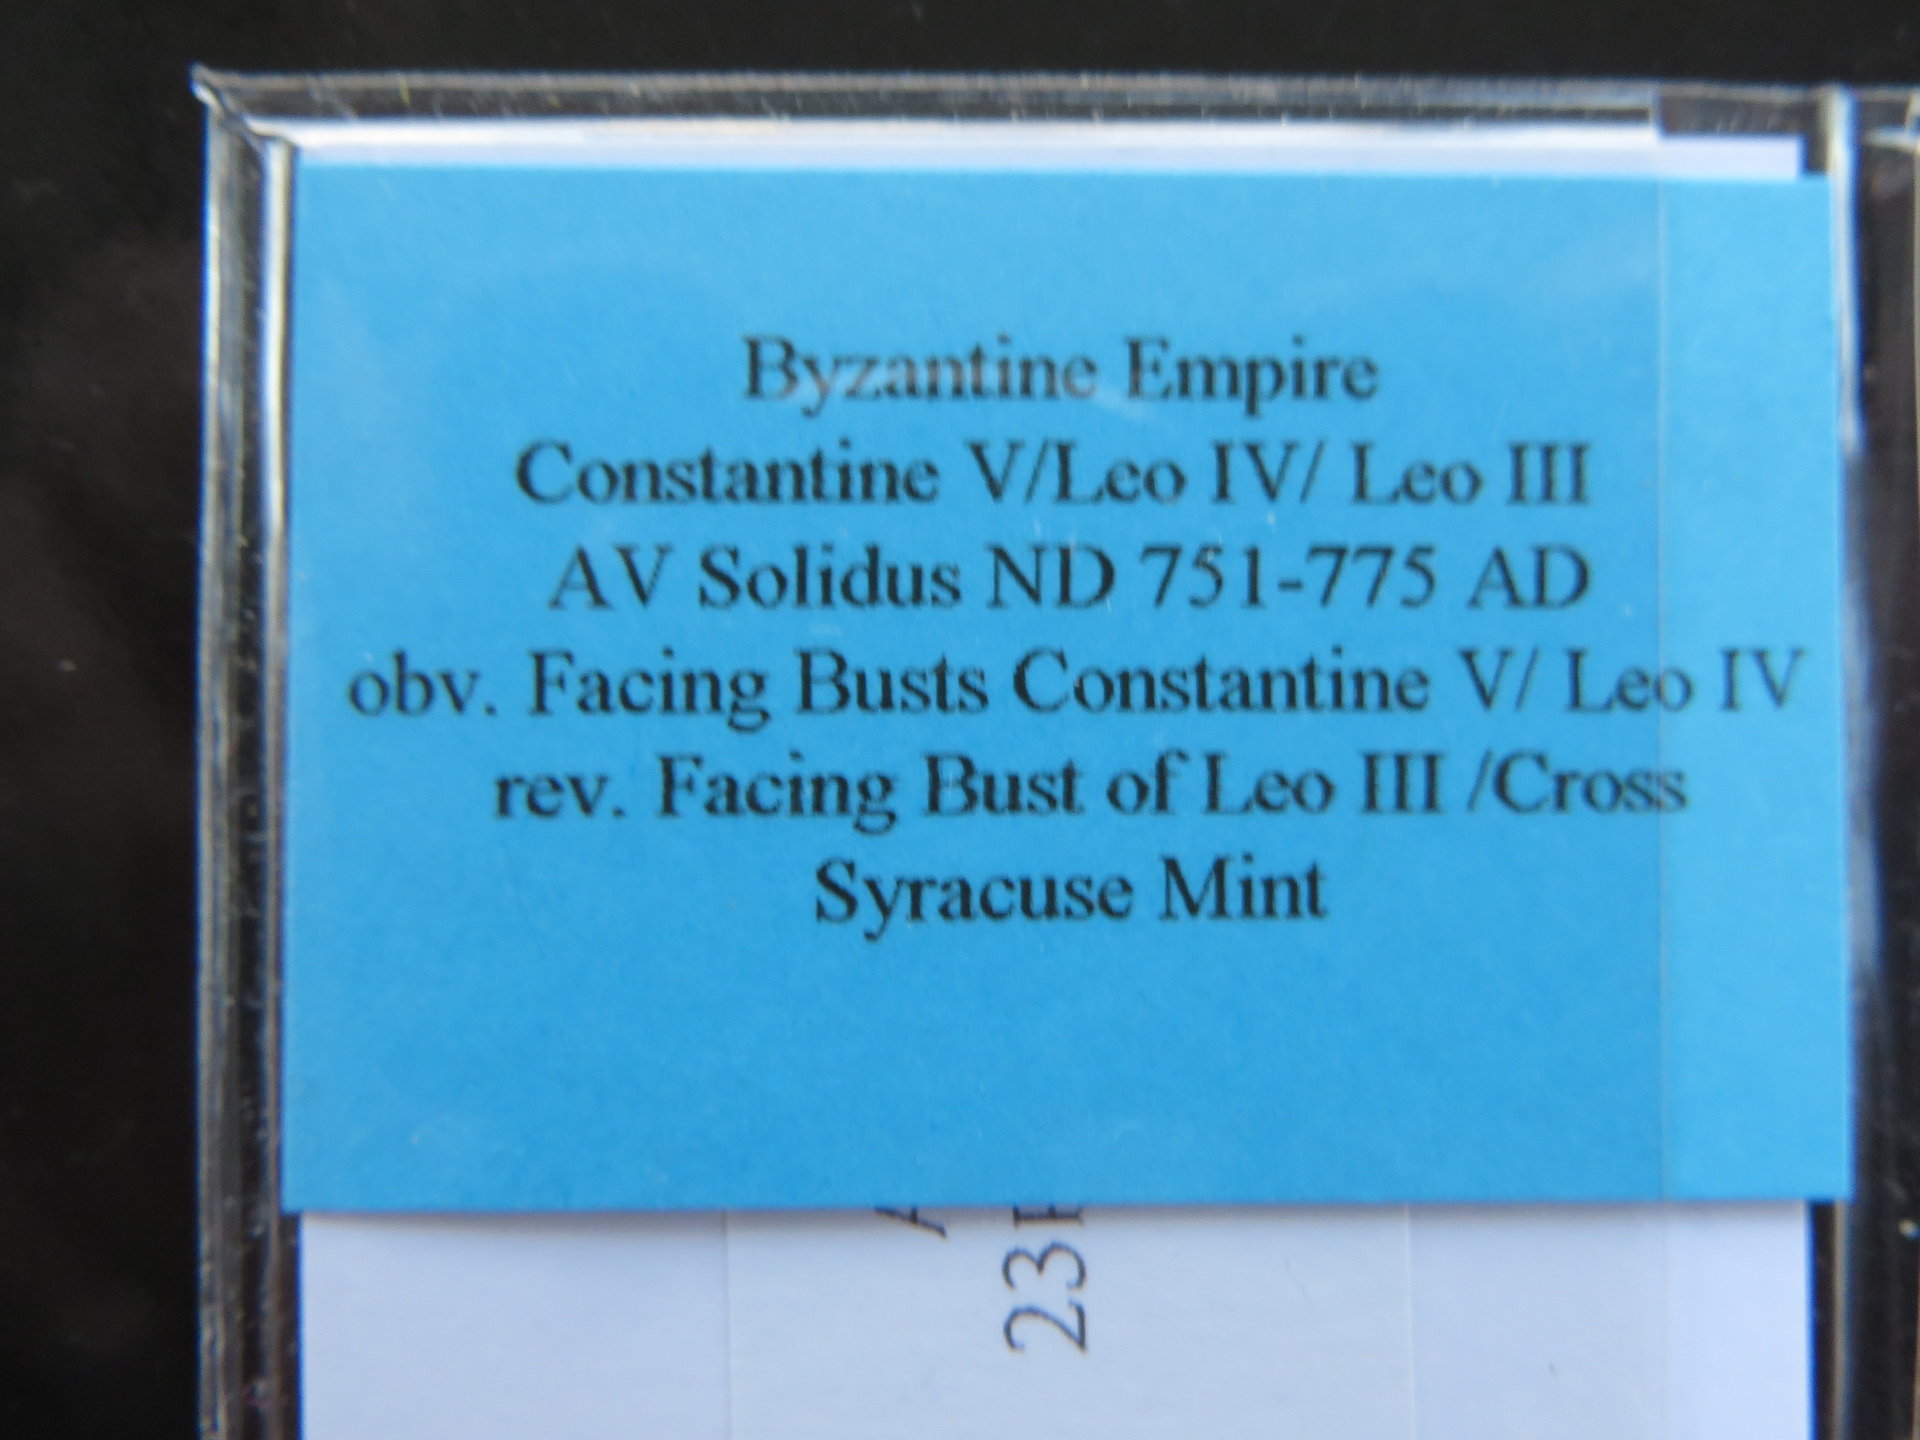 Byzantine Empire
Constantine V/Leo IV/ Leo III
AV Solidus ND 751-775 AD
obv. Facing Busts Constantine V/ Leo IV
rev. Facing Bust of Leo III /Cross
Syracuse Mint
23